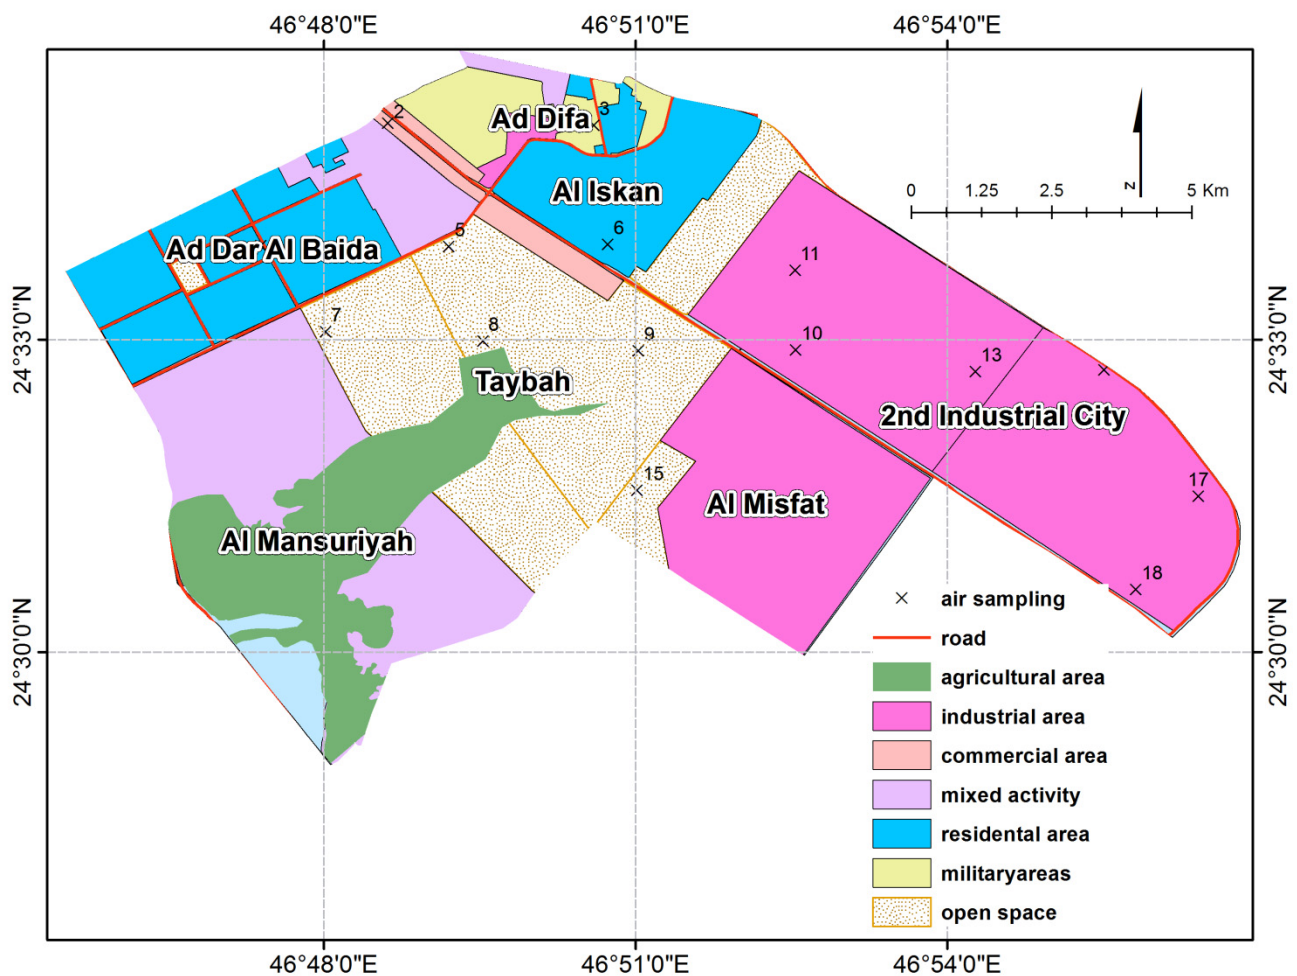 46°48'0"E 46°51'0"E 46°54'0"E
2
3
Ad Difa
Al Iskan
0 1.25 2.5 5 Km
N
5
6
Ad Dar Al Baida
11
7
8
9
10
13
24°33'0"N
24°33'0"N
Taybah
2nd Industrial City
15
17
Al Misfat
Al Mansuriyah
18
air sampling
road
24°30'0"N
24°30'0"N
agricultural area
industrial area
commercial area
mixed activity
residental area
militaryareas
open space
46°48'0"E 46°51'0"E 46°54'0"E